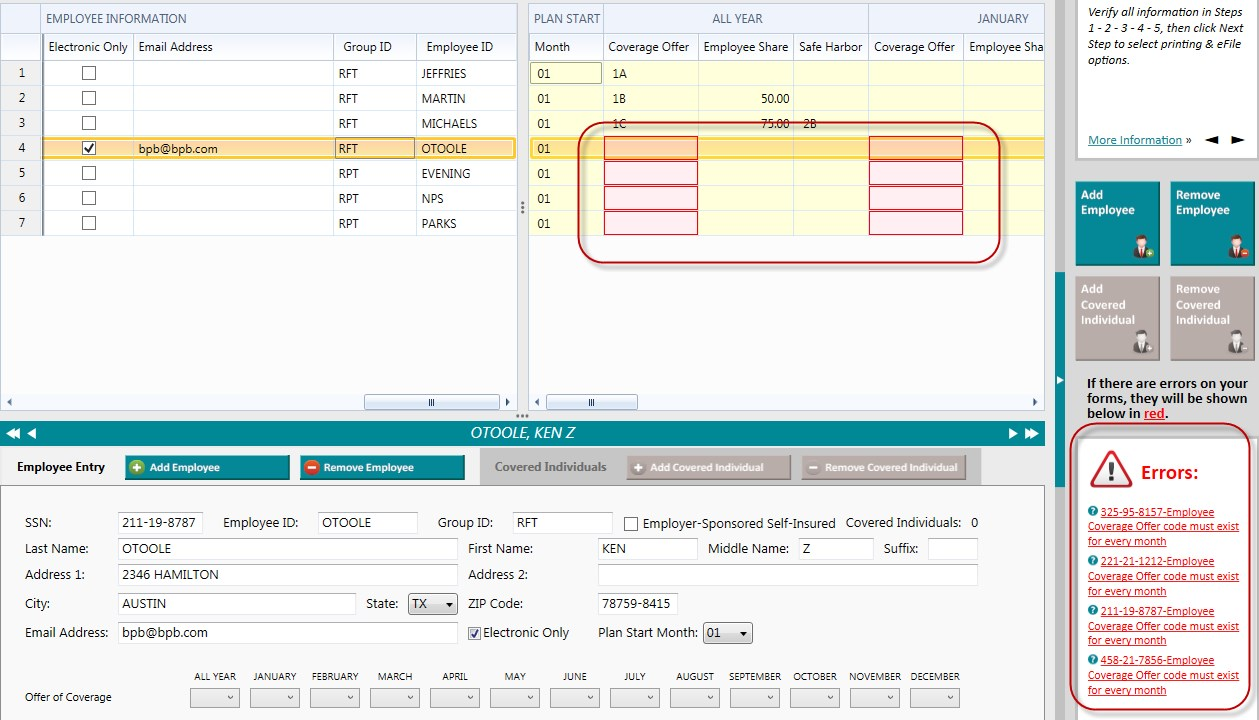 EMPLOYEE INFORMATION
PLAN START ALL YEAR JANUARY
Electronic Only Email Address Group ID Employee ID Month Coverage Offer Employee Share Safe Harbor Coverage Offer Employee Sha
1 RFT JEFFRIES 01 1A
2 RFT MARTIN 01 1B 50.00
3 RFT MICHAELS 01 1C 75.00 2B
4 bpb@bpb.com RFT OTOOLE 01
5 RPT EVENING 01
6 RPT NPS 01
7 RPT PARKS 01
Verify all information in Steps
1 - 2 - 3 - 4 - 5, then click Next
Step to select printing & eFile
options.
More Information »
Add
Employee
Remove
Employee
Add
Covered
Individual
Remove
Covered
Individual
If there are errors on your
forms, they will be shown
below in red.
Errors:
325-95-8157-Employee
Coverage Offer code must exist
for every month
221-21-1212-Employee
Coverage Offer code must exist
for every month
211-19-8787-Employee
Coverage Offer code must exist
for every month
458-21-7856-Employee
Coverage Offer code must exist
for every month
OTOOLE, KEN Z
Employee Entry Add Employee Remove Employee Covered Individuals Add Covered Individual Remove Covered Individual
SSN: 211-19-8787 Employee ID: OTOOLE Group ID: RFT Employer-Sponsored Self-Insured Covered Individuals: 0
Last Name: OTOOLE First Name: KEN Middle Name: Z Suffix:
Address 1: 2346 HAMILTON Address 2:
City: AUSTIN State: TX ZIP Code: 78759-8415
Email Address: bpb@bpb.com Electronic Only Plan Start Month: 01
ALL YEAR JANUARY FEBRUARY MARCH APRIL MAY JUNE JULY AUGUST SEPTEMBER OCTOBER NOVEMBER DECEMBER
Offer of Coverage